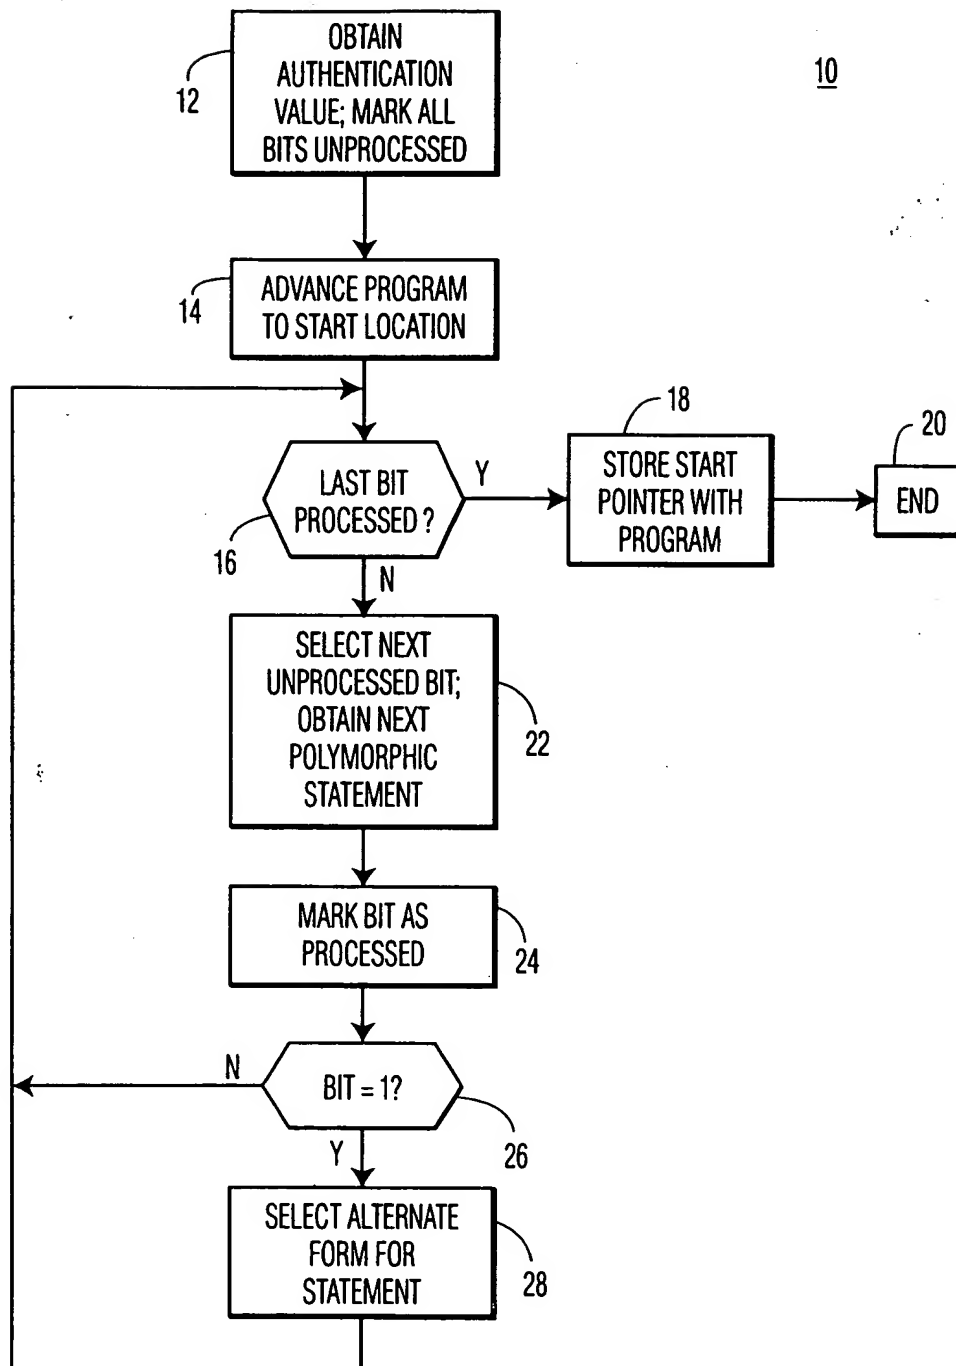 OBTAIN
AUTHENTICATION
VALUE; MARK ALL
BITS UNPROCESSED
12
10
ADVANCE PROGRAM
TO START LOCATION
14
LAST BIT
PROCESSED ?
16
Y
N
18
STORE START
POINTER WITH
PROGRAM
20
END
SELECT NEXT
UNPROCESSED BIT;
OBTAIN NEXT
POLYMORPHIC
STATEMENT
22
MARK BIT AS
PROCESSED
24
N
BIT = 1?
26
Y
SELECT ALTERNATE
FORM FOR
STATEMENT
28